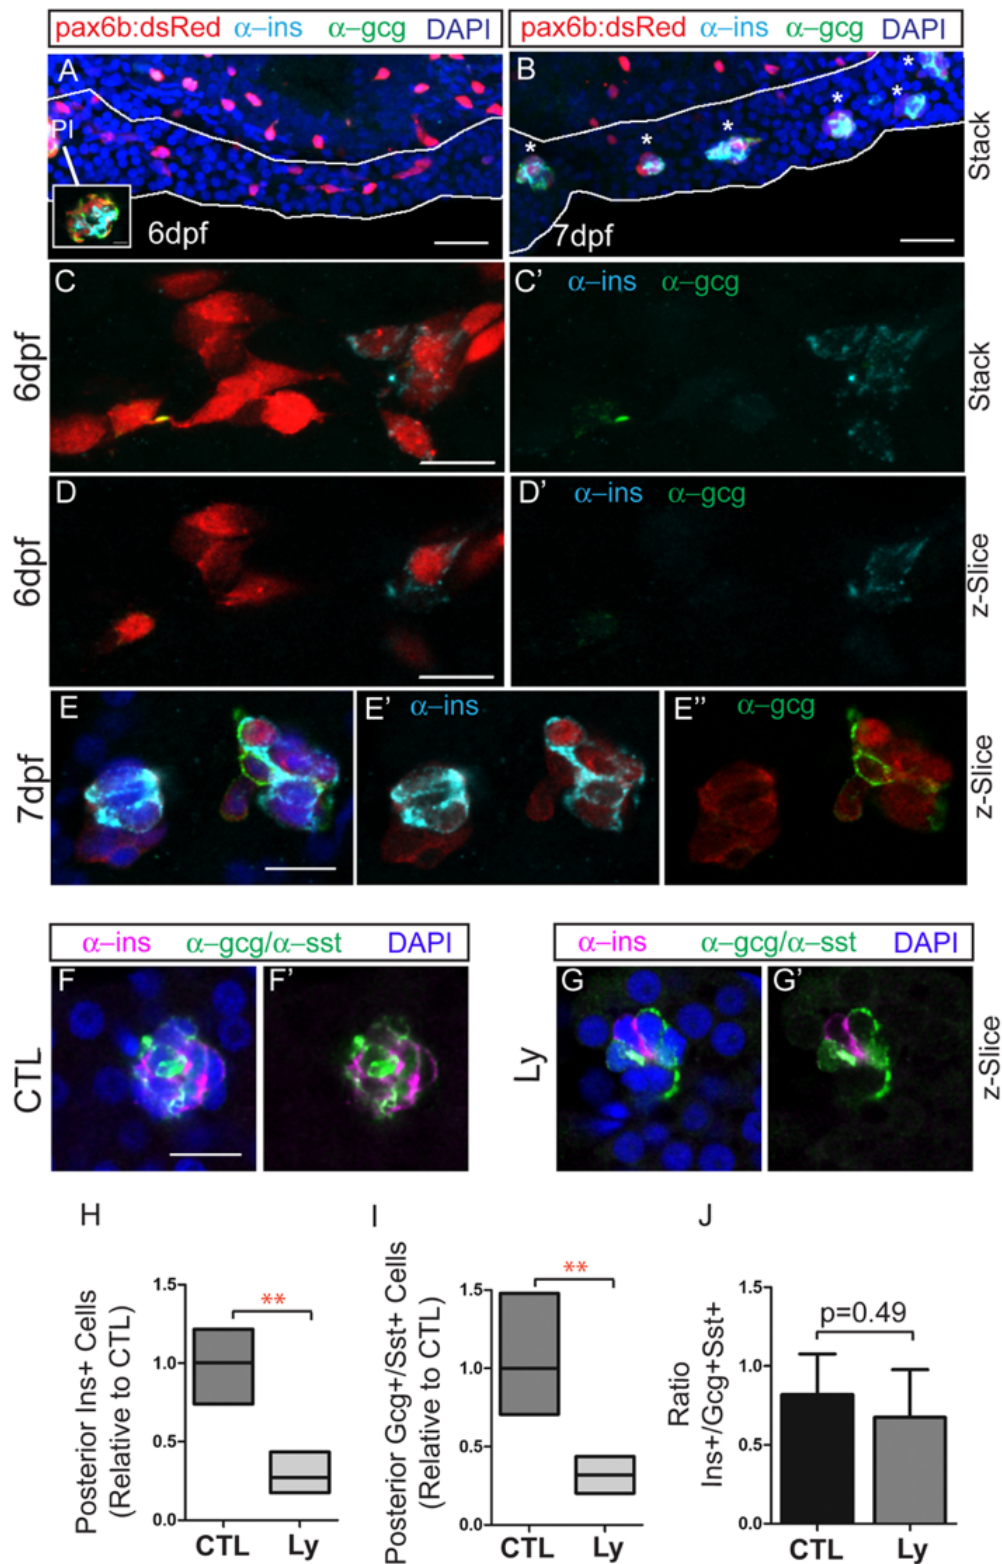 pax6b:dsRed α–ins α–gcg DAPI
pax6b:dsRed α–ins α–gcg DAPI
A
PI
6dpf
B
* * * * *
7dpf
Stack
6dpf
C
C' α–ins α–gcg
Stack
6dpf
D
D' α–ins α–gcg
z-Slice
7dpf
E
E' α–ins
E" α–gcg
z-Slice
α–ins α–gcg/α–sst DAPI
α–ins α–gcg/α–sst DAPI
CTL
F
F'
Ly
G
G'
z-Slice
H
Posterior Ins+ Cells
(Relative to CTL)
1.5
1.0
0.5
0.0
**
CTL Ly
I
Posterior Gcg+/Sst+ Cells
(Relative to CTL)
1.5
1.0
0.5
0.0
**
CTL Ly
J
Ratio
Ins+/Gcg+Sst+
1.5
1.0
0.5
0.0
p=0.49
CTL Ly